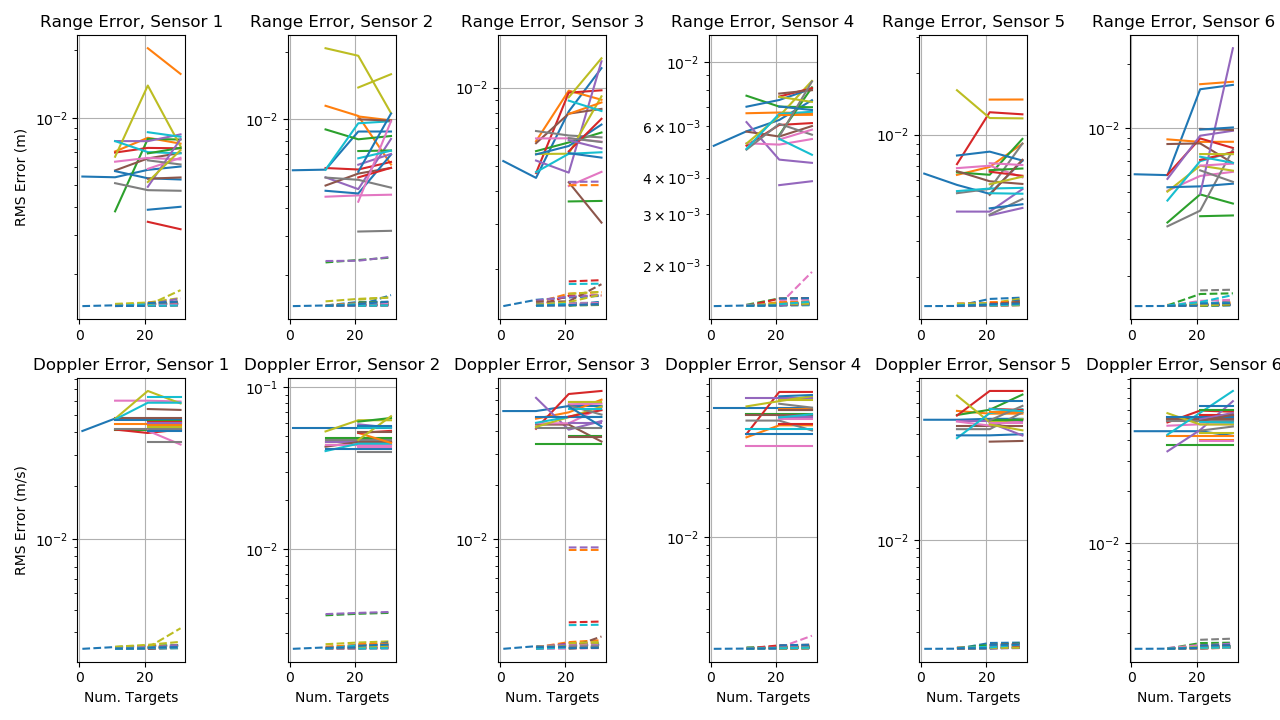 Range Error, Sensor 1
Range Error, Sensor 2
Range Error, Sensor 3
Range Error, Sensor 4
Range Error, Sensor 5
Range Error, Sensor 6
RMS Error (m)
10⁻²
0
20
10⁻²
0
20
10⁻²
0
20
10⁻²
6 × 10⁻³
4 × 10⁻³
3 × 10⁻³
2 × 10⁻³
0
20
10⁻²
0
20
10⁻²
0
20
Doppler Error, Sensor 1
Doppler Error, Sensor 2
Doppler Error, Sensor 3
Doppler Error, Sensor 4
Doppler Error, Sensor 5
Doppler Error, Sensor 6
RMS Error (m/s)
10⁻²
0
20
Num. Targets
10⁻¹
10⁻²
0
20
Num. Targets
10⁻²
0
20
Num. Targets
10⁻²
0
20
Num. Targets
10⁻²
0
20
Num. Targets
10⁻²
0
20
Num. Targets